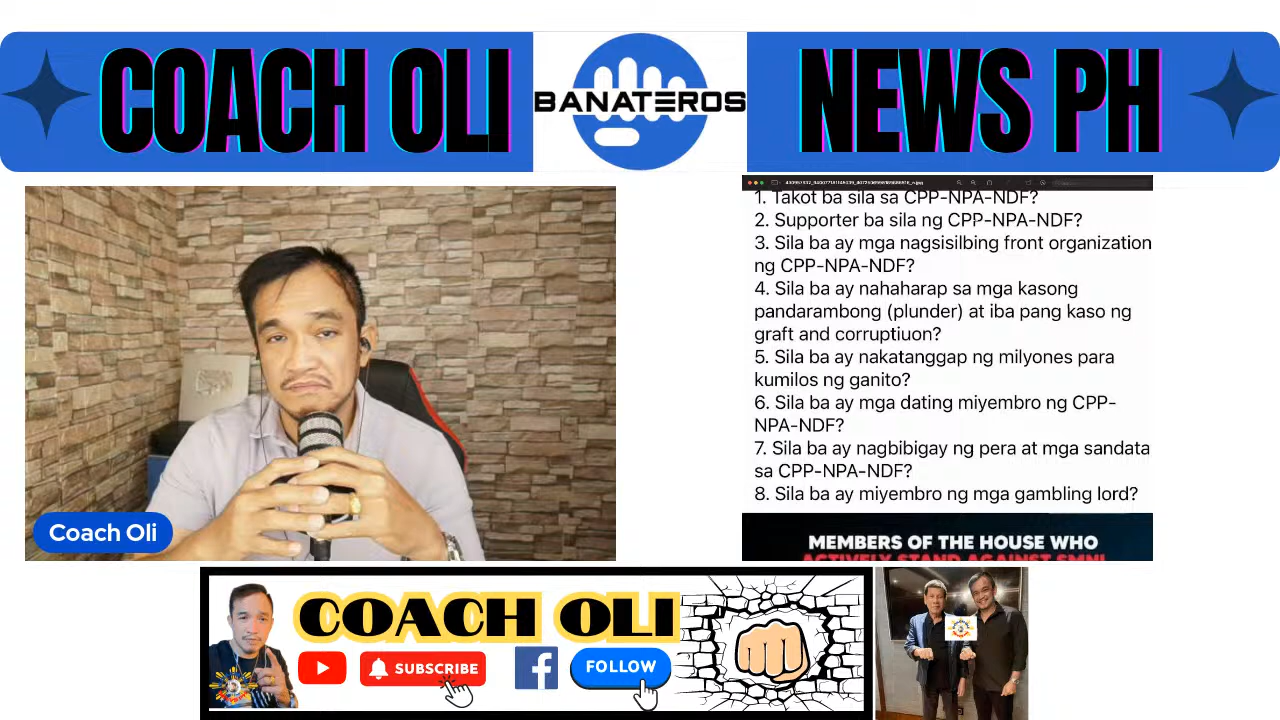 COACH OLI
BANATEROS
NEWS PH
1. Takot ba sila sa CPP-NPA-NDF?
2. Supporter ba sila ng CPP-NPA-NDF?
3. Sila ba ay mga nagsisilbing front organization
ng CPP-NPA-NDF?
4. Sila ba ay nahaharap sa mga kasong
pandarambong (plunder) at iba pang kaso ng
graft and corruptiuon?
5. Sila ba ay nakatanggap ng milyones para
kumilos ng ganito?
6. Sila ba ay mga dating miyembro ng CPP-
NPA-NDF?
7. Sila ba ay nagbibigay ng pera at mga sandata
sa CPP-NPA-NDF?
8. Sila ba ay miyembro ng mga gambling lord?
MEMBERS OF THE HOUSE WHO
ACTIVELY STAND AGAINST SMNI
Coach Oli
COACH OLI
SUBSCRIBE
FOLLOW